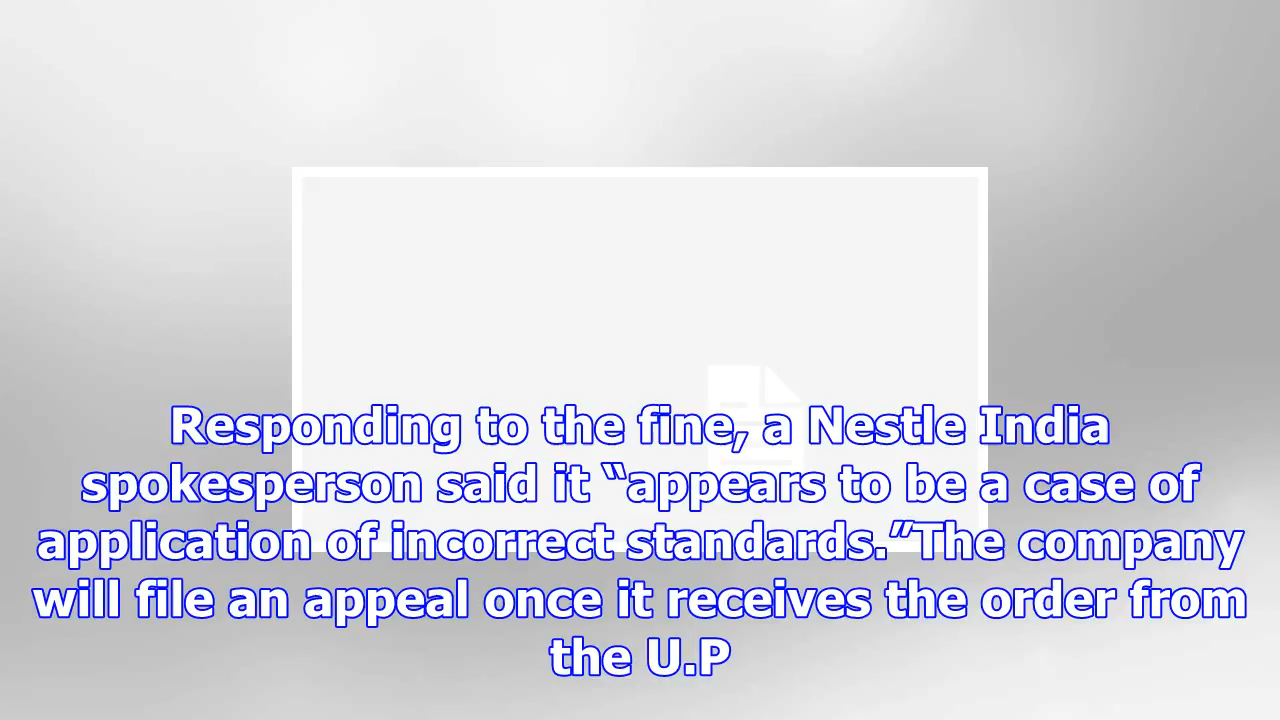 Responding to the fine, a Nestle India
spokesperson said it “appears to be a case of
application of incorrect standards.”The company
will file an appeal once it receives the order from
the U.P